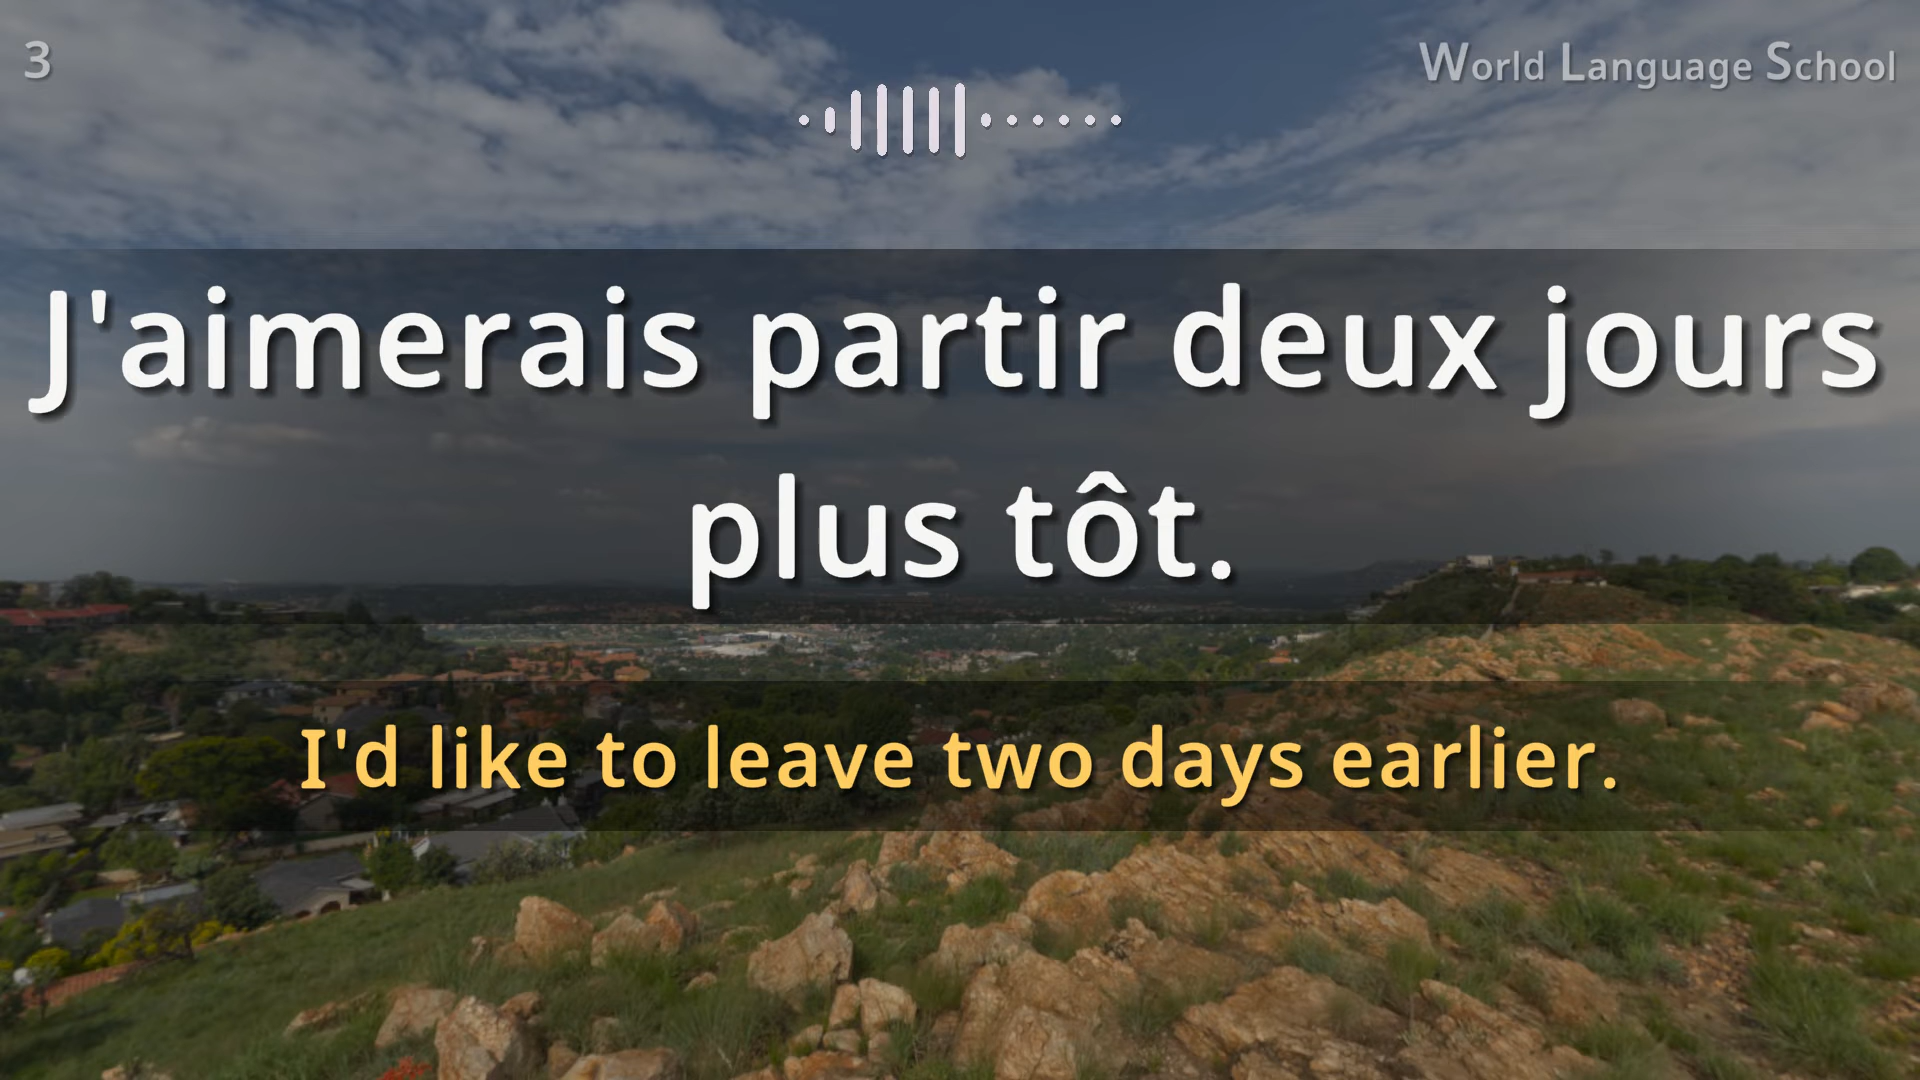 3
World Language School
J'aimerais partir deux jours
plus tôt.
I'd like to leave two days earlier.